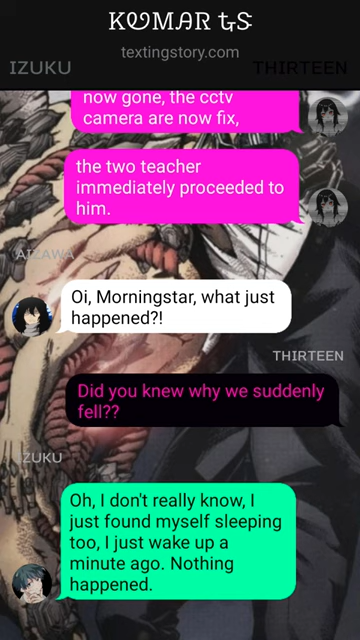 KUMAR GS
textingstory.com
IZUKU THIRTEEN
now gone, the cctv
camera are now fix,
the two teacher
immediately proceeded to
him.
AIZAWA
Oi, Morningstar, what just
happened?!
THIRTEEN
Did you knew why we suddenly
fell??
ZUKU
Oh, I don't really know, I
just found myself sleeping
too, I just wake up a
minute ago. Nothing
happened.